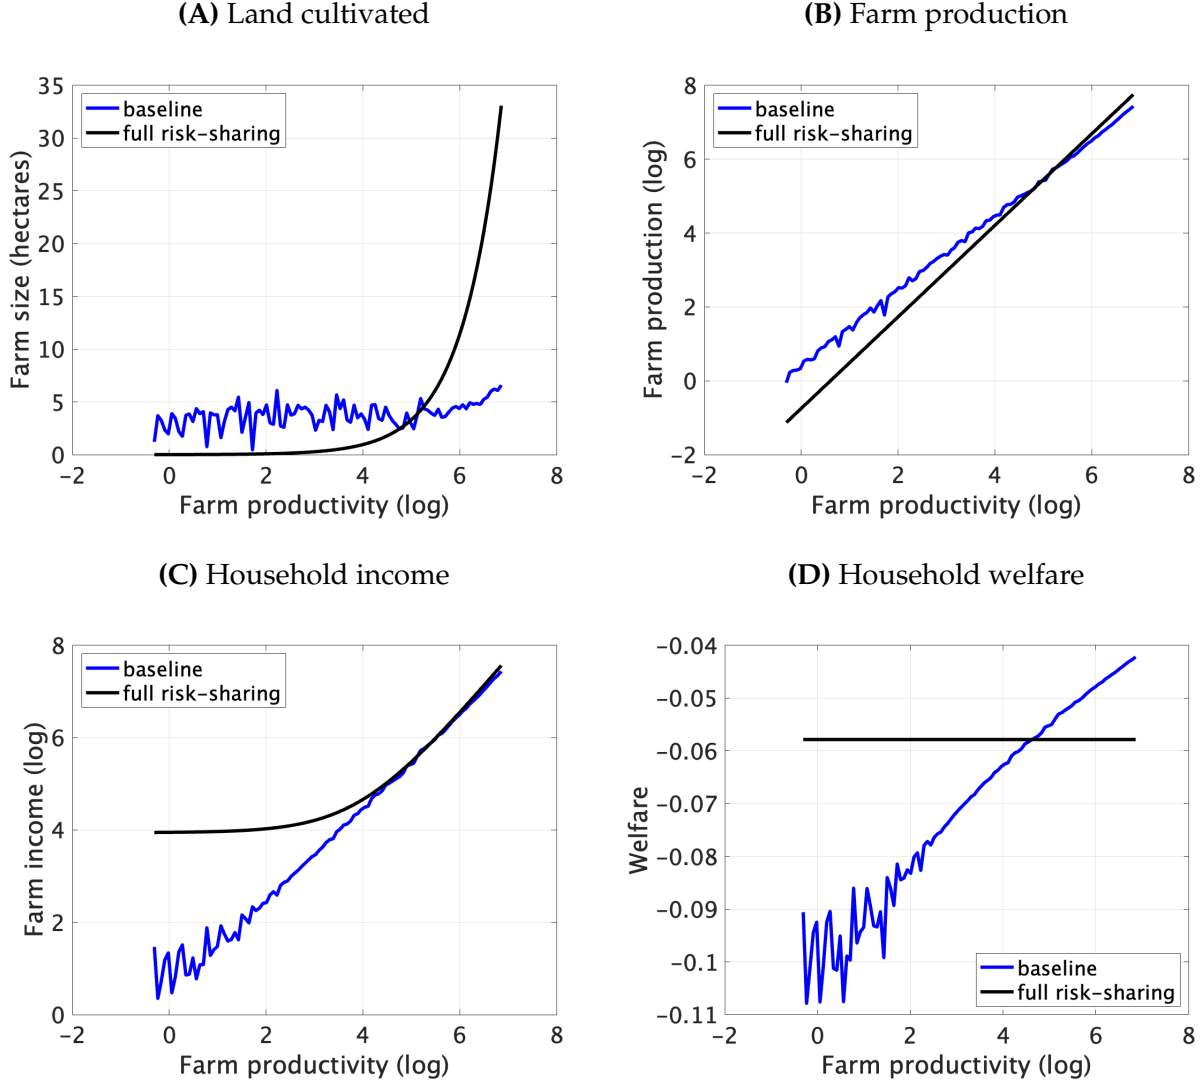 (A) Land cultivated
35
30
25
20
15
10
5
0
Farm size (hectares)
baseline
full risk-sharing
−2 0 2 4 6 8
Farm productivity (log)
(B) Farm production
8
6
4
2
0
−2
Farm production (log)
baseline
full risk-sharing
−2 0 2 4 6 8
Farm productivity (log)
(C) Household income
8
6
4
2
0
Farm income (log)
baseline
full risk-sharing
−2 0 2 4 6 8
Farm productivity (log)
(D) Household welfare
−0.04
−0.05
−0.06
−0.07
−0.08
−0.09
−0.1
−0.11
Welfare
baseline
full risk-sharing
−2 0 2 4 6 8
Farm productivity (log)